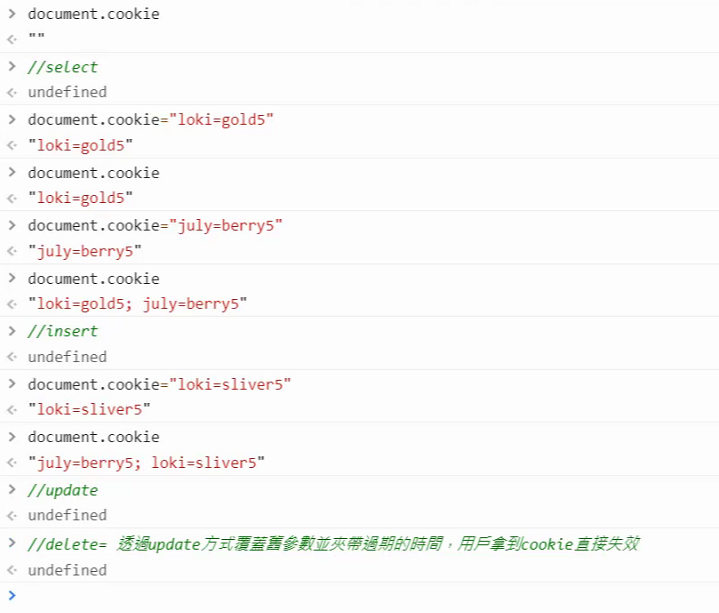 > document.cookie
<· ""
> //select
<· undefined
> document.cookie="loki=gold5"
<· "loki=gold5"
> document.cookie
<· "loki=gold5"
> document.cookie="july=berry5"
<· "july=berry5"
> document.cookie
<· "loki=gold5; july=berry5"
> //insert
<· undefined
> document.cookie="loki=sliver5"
<· "loki=sliver5"
> document.cookie
<· "july=berry5; loki=sliver5"
> //update
<· undefined
> //delete= 透過update方式覆蓋舊參數並夾帶過期的時間，用戶拿到cookie直接失效
<· undefined
>